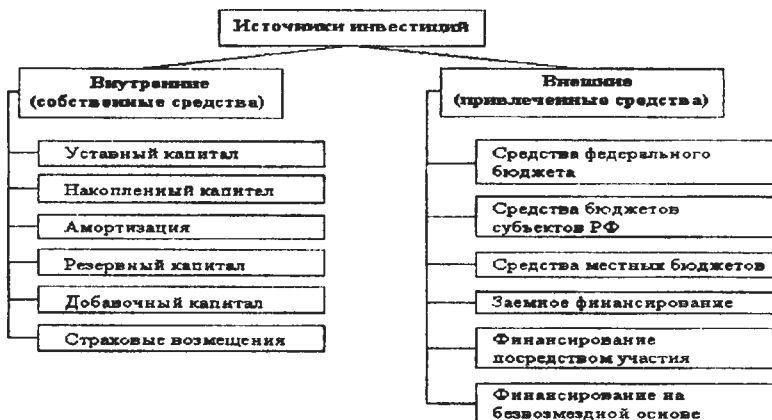 Источники инвестиций
Внутренние
(собственные средства)
Уставный капитал
Накопленный капител
Амортизация
Резервный капитал
Добавочный капитал
Страховые возмещения
Внешние
(привлеченные средства)
Средства федерального
бюджета
Средства бюджетов
субъектов РФ
Средства местных бюджетов
Заемное финансирование
Финансирование
посредством участия
Финансирование на
безвозмездной основе